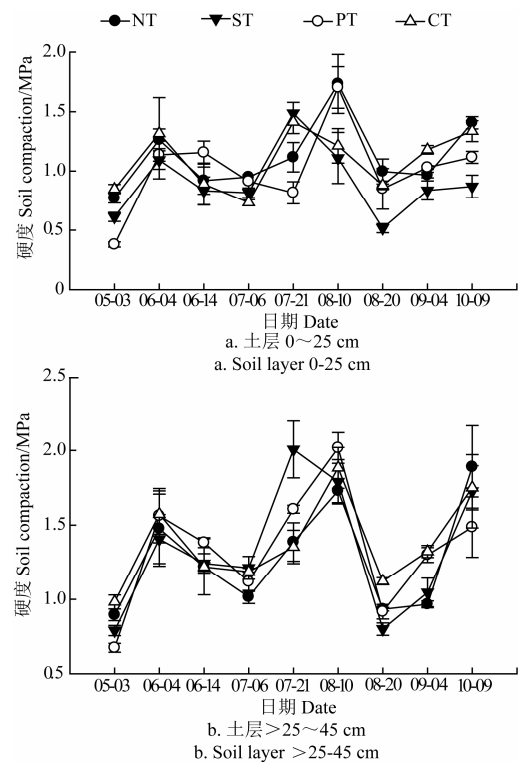 NT ST PT CT
硬度 Soil compaction/MPa
2.0
1.5
1.0
0.5
0
05-03 06-04 06-14 07-06 07-21 08-10 08-20 09-04 10-09
日期 Date
a. 土层 0～25 cm
a. Soil layer 0-25 cm
硬度 Soil compaction/MPa
2.5
2.0
1.5
1.0
0.5
05-03 06-04 06-14 07-06 07-21 08-10 08-20 09-04 10-09
日期 Date
b. 土层＞25～45 cm
b. Soil layer ＞25-45 cm